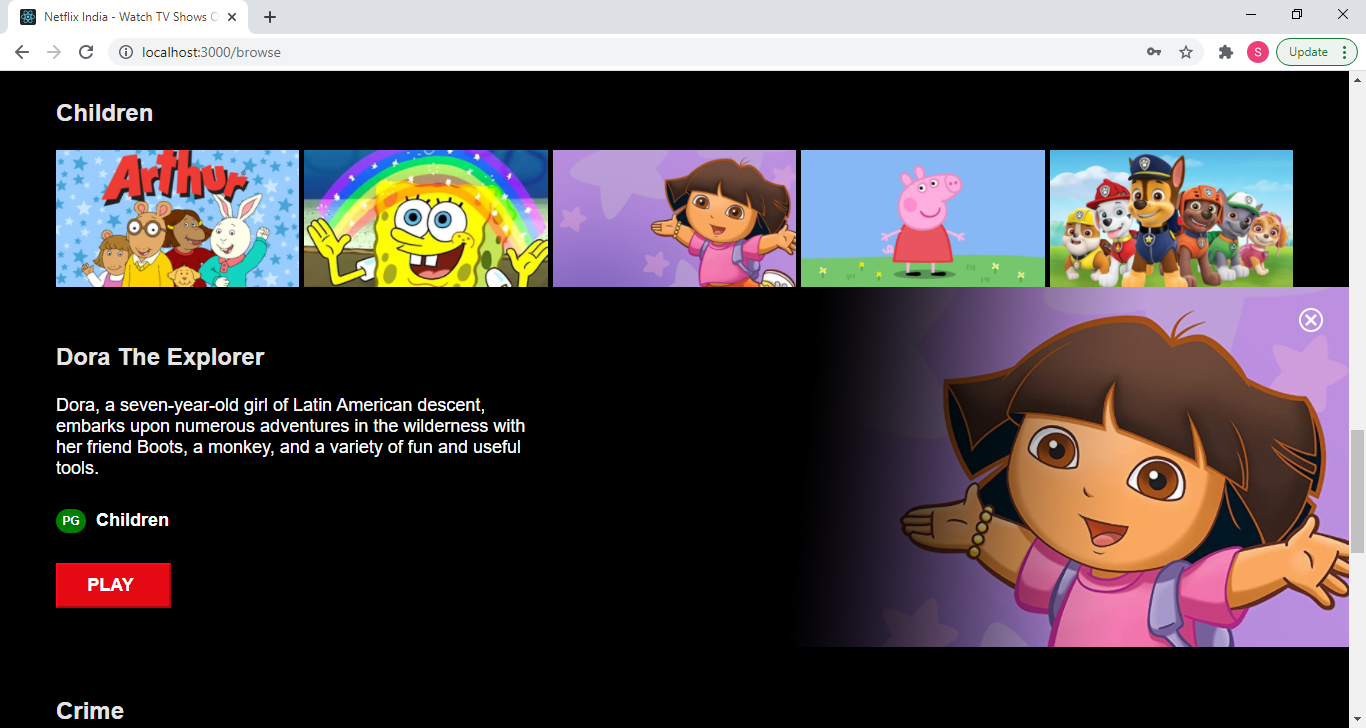 Netflix India - Watch TV Shows O
localhost:3000/browse
S
Update
Children
Arthur
Dora The Explorer
Dora, a seven-year-old girl of Latin American descent,
embarks upon numerous adventures in the wilderness with
her friend Boots, a monkey, and a variety of fun and useful
tools.
PG Children
PLAY
Crime